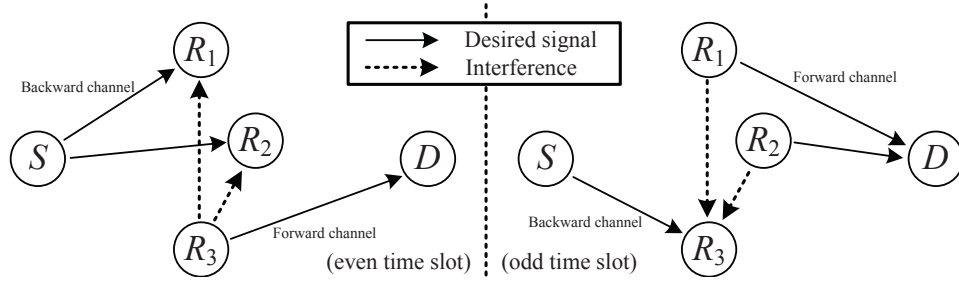 R1
Desired signal
R1
Interference
Forward channel
Backward channel
R2
R2
S
D
S
D
Backward channel
R3
Forward channel
R3
(even time slot)
(odd time slot)